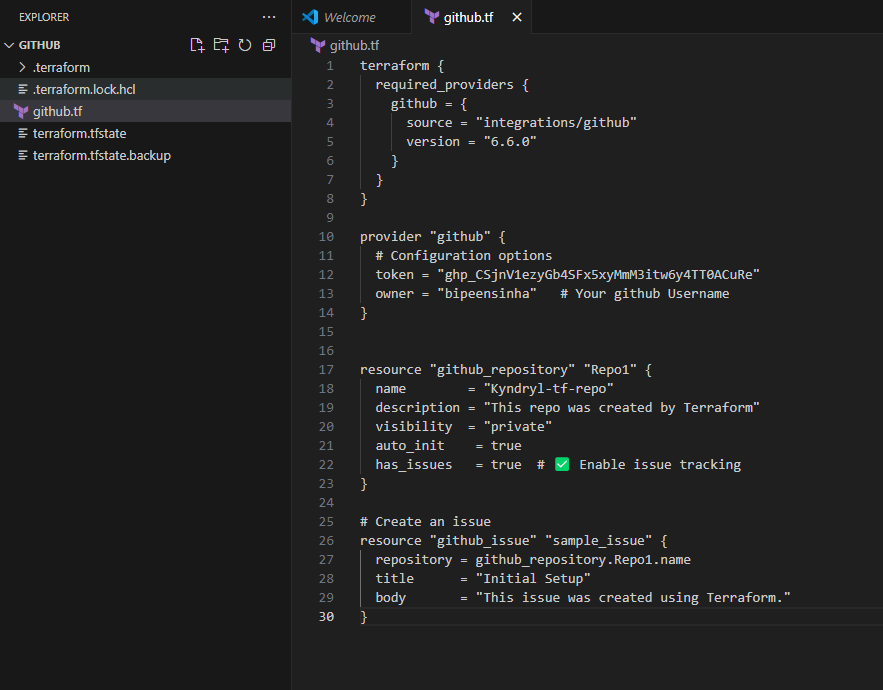 EXPLORER
···
GITHUB
.terraform
.terraform.lock.hcl
github.tf
terraform.tfstate
terraform.tfstate.backup
Welcome
github.tf
github.tf
1 terraform {
2   required_providers {
3     github = {
4       source = "integrations/github"
5       version = "6.6.0"
6     }
7   }
8 }
9
10 provider "github" {
11   # Configuration options
12   token = "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"
13   owner = "bipeensinha"   # Your github Username
14 }
15
16
17 resource "github_repository" "Repo1" {
18   name        = "Kyndryl-tf-repo"
19   description = "This repo was created by Terraform"
20   visibility  = "private"
21   auto_init    = true
22   has_issues   = true  # ✅ Enable issue tracking
23 }
24
25 # Create an issue
26 resource "github_issue" "sample_issue" {
27   repository = github_repository.Repo1.name
28   title      = "Initial Setup"
29   body       = "This issue was created using Terraform."
30 }